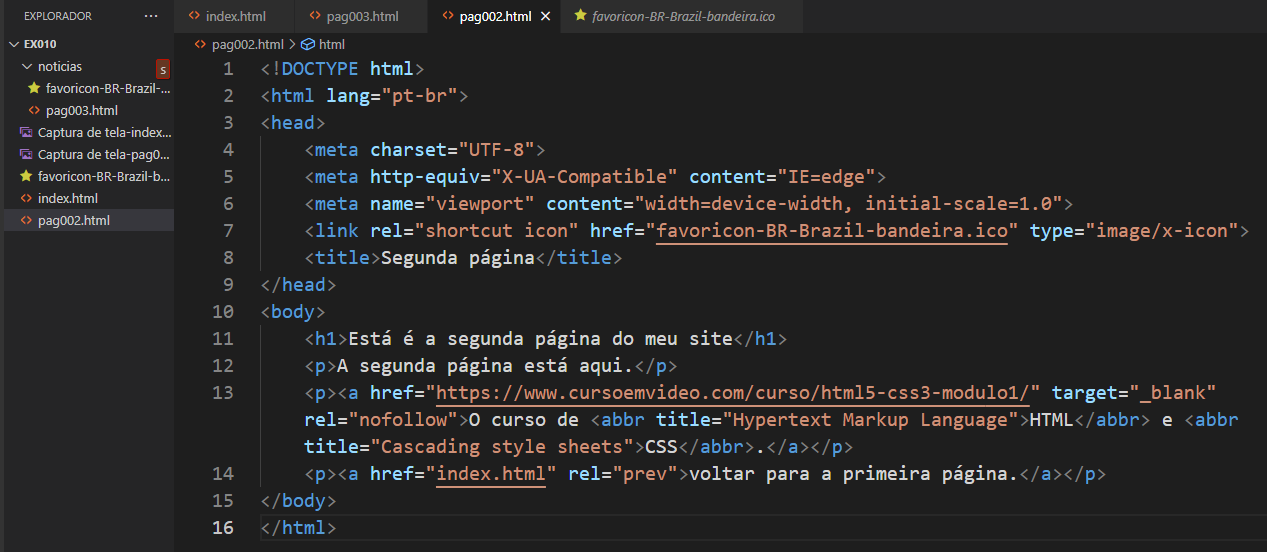 EXPLORADOR ···
EX010
noticias s
favoricon-BR-Brazil-...
pag003.html
Captura de tela-index...
Captura de tela-pag0...
favoricon-BR-Brazil-b...
index.html
pag002.html
index.html pag003.html pag002.html favoricon-BR-Brazil-bandeira.ico
pag002.html > html
1 <!DOCTYPE html>
2 <html lang="pt-br">
3 <head>
4 <meta charset="UTF-8">
5 <meta http-equiv="X-UA-Compatible" content="IE=edge">
6 <meta name="viewport" content="width=device-width, initial-scale=1.0">
7 <link rel="shortcut icon" href="favoricon-BR-Brazil-bandeira.ico" type="image/x-icon">
8 <title>Segunda página</title>
9 </head>
10 <body>
11 <h1>Está é a segunda página do meu site</h1>
12 <p>A segunda página está aqui.</p>
13 <p><a href="https://www.cursoemvideo.com/curso/html5-css3-modulo1/" target="_blank"
rel="nofollow">O curso de <abbr title="Hypertext Markup Language">HTML</abbr> e <abbr
title="Cascading style sheets">CSS</abbr>.</a></p>
14 <p><a href="index.html" rel="prev">voltar para a primeira página.</a></p>
15 </body>
16 </html>